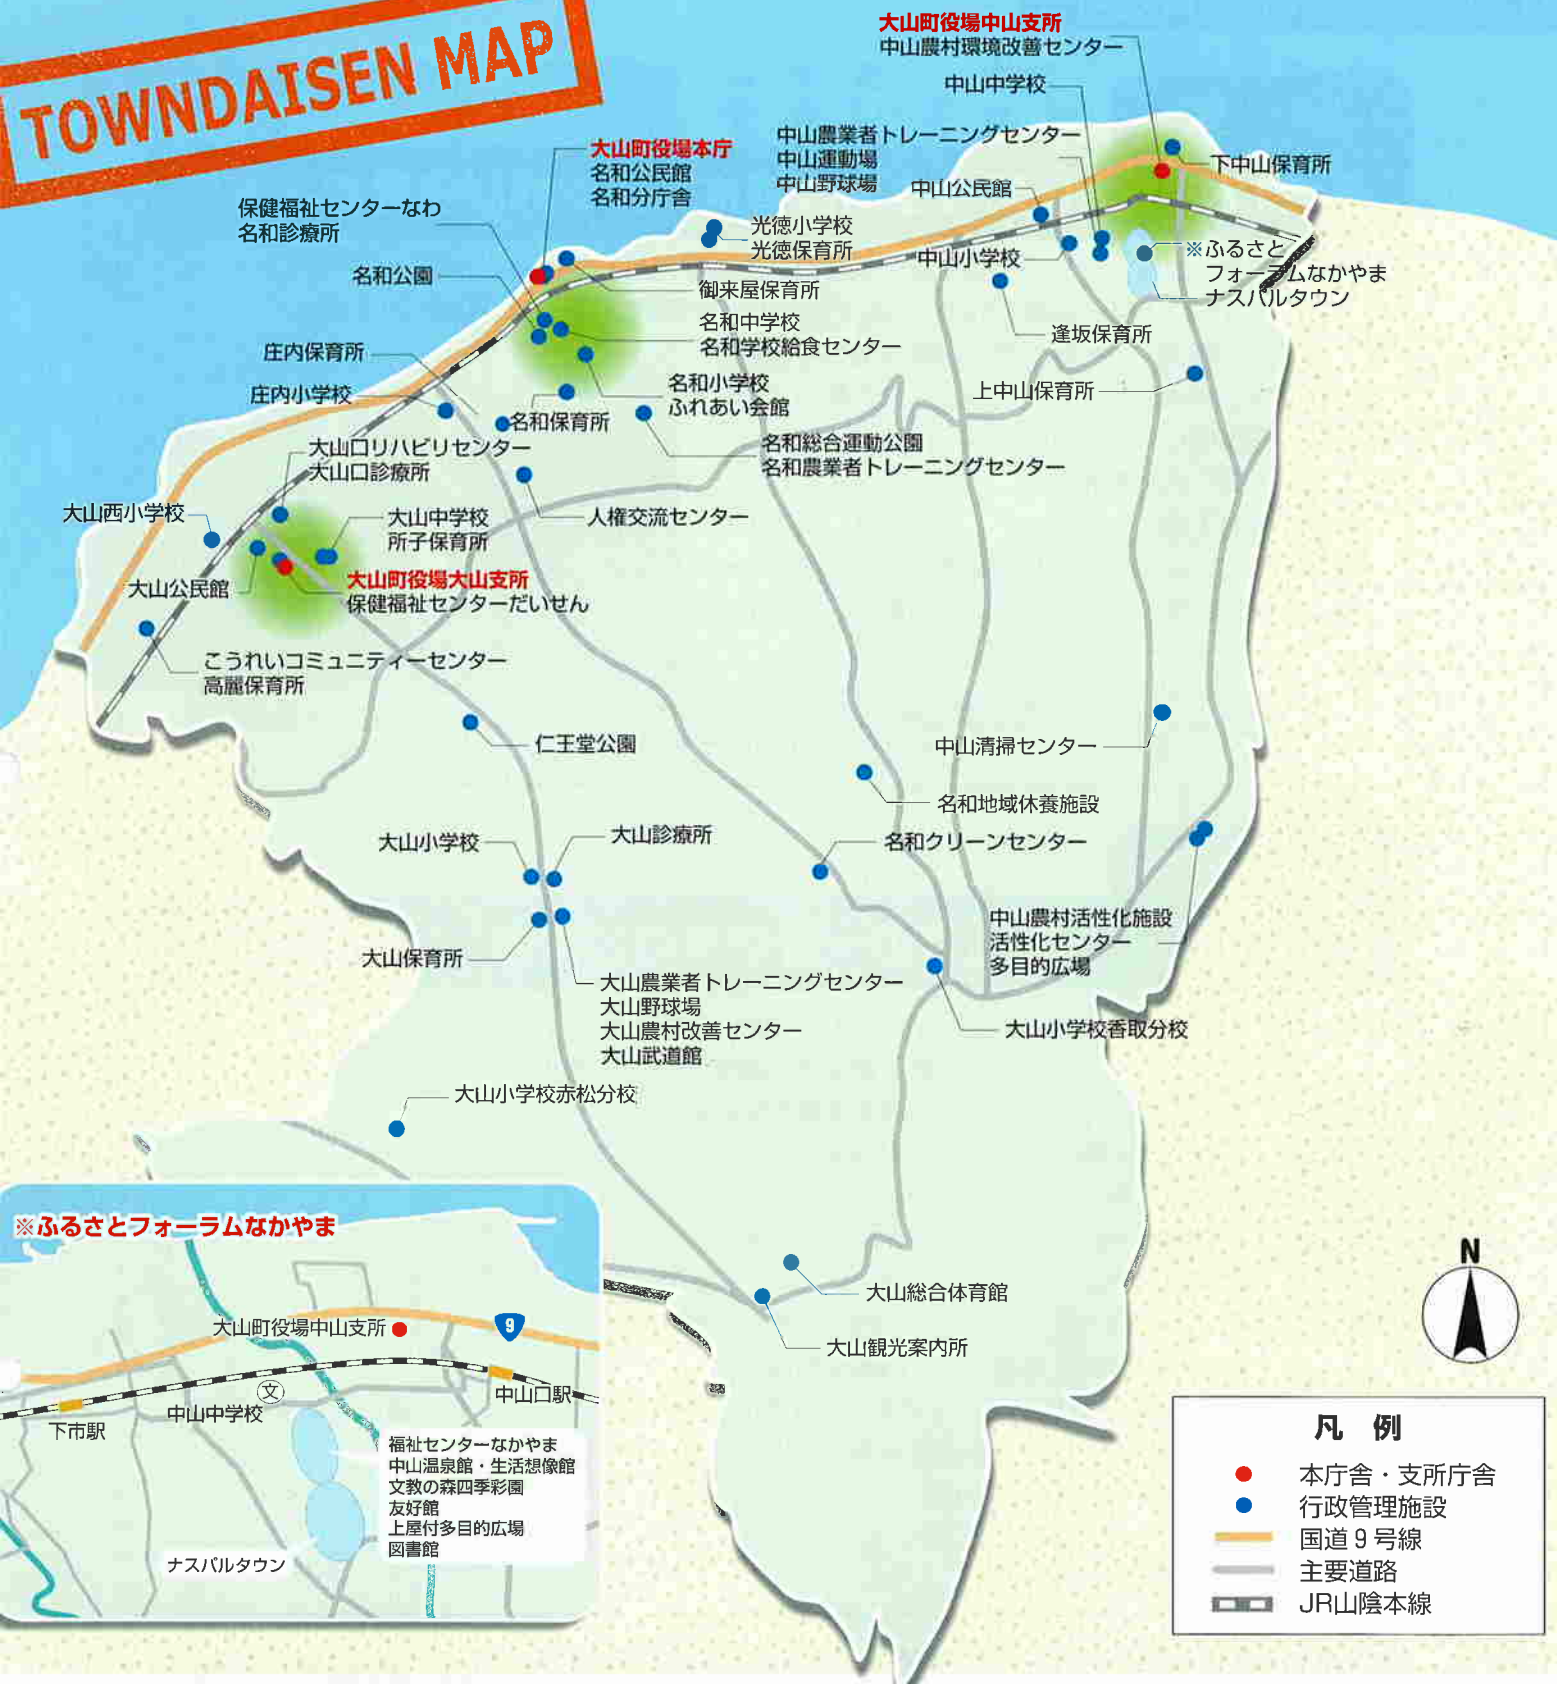 TOWNDAISEN MAP
大山町役場中山支所
中山農村環境改善センター
中山中学校
中山農業者トレーニングセンター
中山運動場
中山野球場
中山公民館
下中山保育所
大山町役場本庁
名和公民館
名和分庁舎
保健福祉センターなわ
名和診療所
光徳小学校
光徳保育所
中山小学校
※ふるさと
フォーラムなかやま
ナスパルタウン
名和公園
御来屋保育所
名和中学校
名和学校給食センター
逢坂保育所
庄内保育所
庄内小学校
名和小学校
ふれあい会館
上中山保育所
名和保育所
名和総合運動公園
名和農業者トレーニングセンター
大山口リハビリセンター
大山口診療所
大山西小学校
大山中学校
所子保育所
人権交流センター
大山公民館
大山町役場大山支所
保健福祉センターだいせん
こうれいコミュニティーセンター
高麗保育所
仁王堂公園
中山清掃センター
名和地域休養施設
大山小学校
大山診療所
名和クリーンセンター
大山保育所
中山農村活性化施設
活性化センター
多目的広場
大山農業者トレーニングセンター
大山野球場
大山農村改善センター
大山武道館
大山小学校香取分校
大山小学校赤松分校
大山総合体育館
大山観光案内所
※ふるさとフォーラムなかやま
大山町役場中山支所
9
中山口駅
文
中山中学校
下市駅
福祉センターなかやま
中山温泉館・生活想像館
文教の森四季彩園
友好館
上屋付多目的広場
図書館
ナスパルタウン
N
凡 例
本庁舎・支所庁舎
行政管理施設
国道9号線
主要道路
JR山陰本線